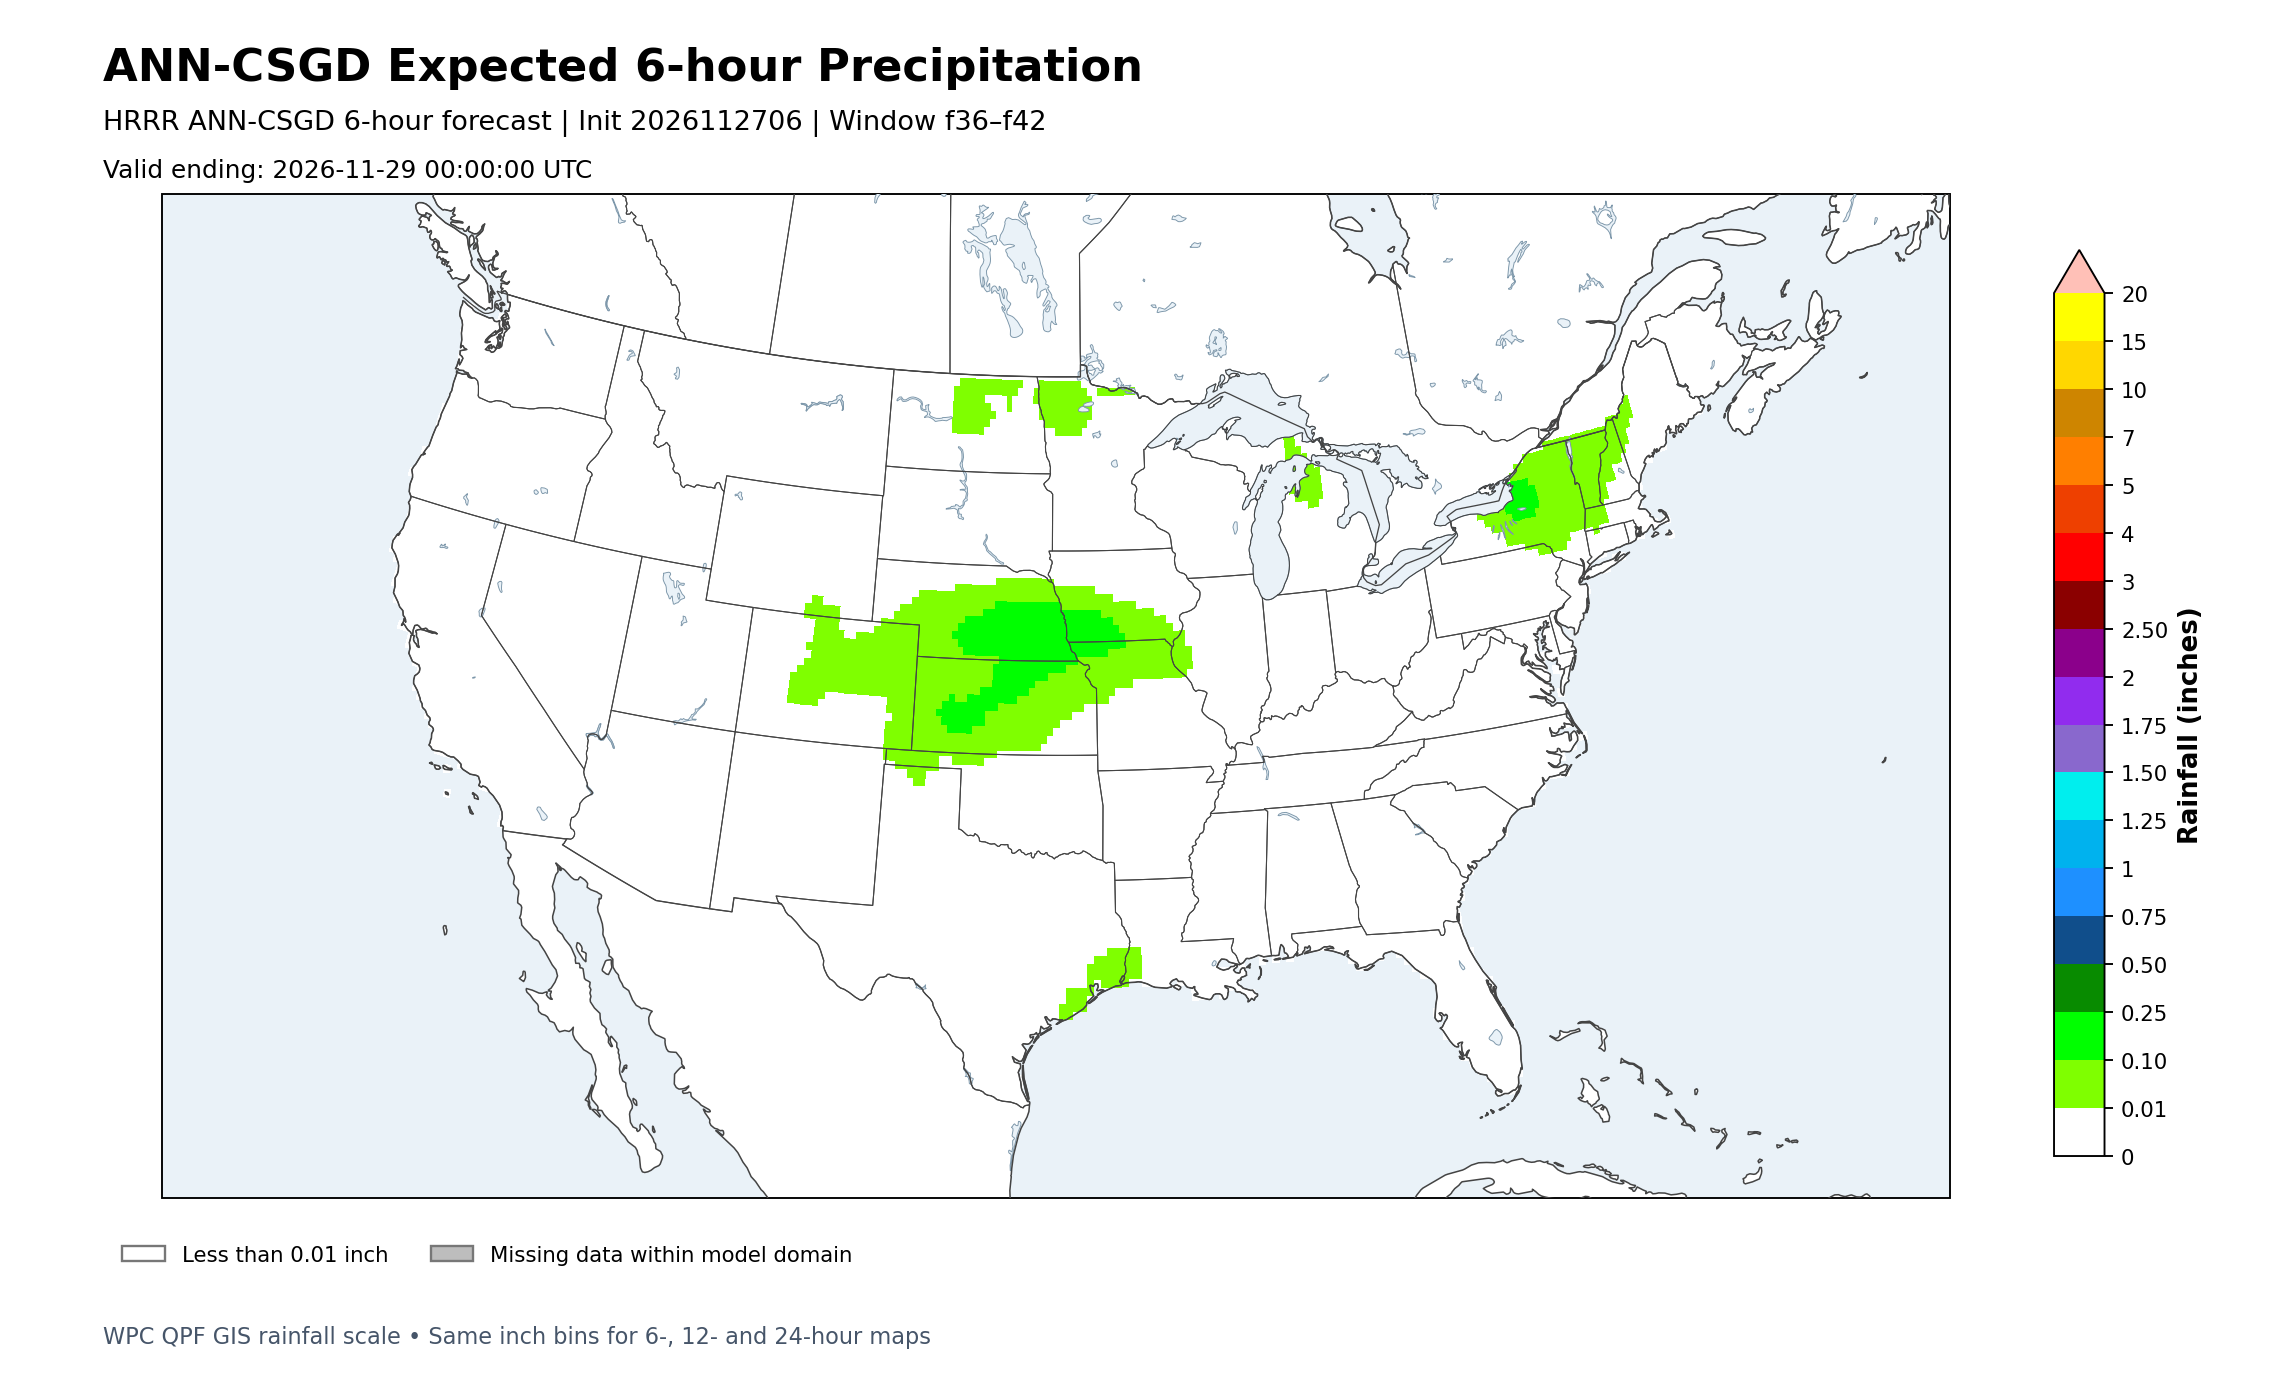 ANN-CSGD Expected 6-hour Precipitation
HRRR ANN-CSGD 6-hour forecast | Init 2026112706 | Window f36–f42
Valid ending: 2026-11-29 00:00:00 UTC
20
15
10
7
5
4
3
2.50
2
1.75
1.50
1.25
1
0.75
0.50
0.25
0.10
0.01
0
Rainfall (inches)
Less than 0.01 inch
Missing data within model domain
WPC QPF GIS rainfall scale • Same inch bins for 6-, 12- and 24-hour maps